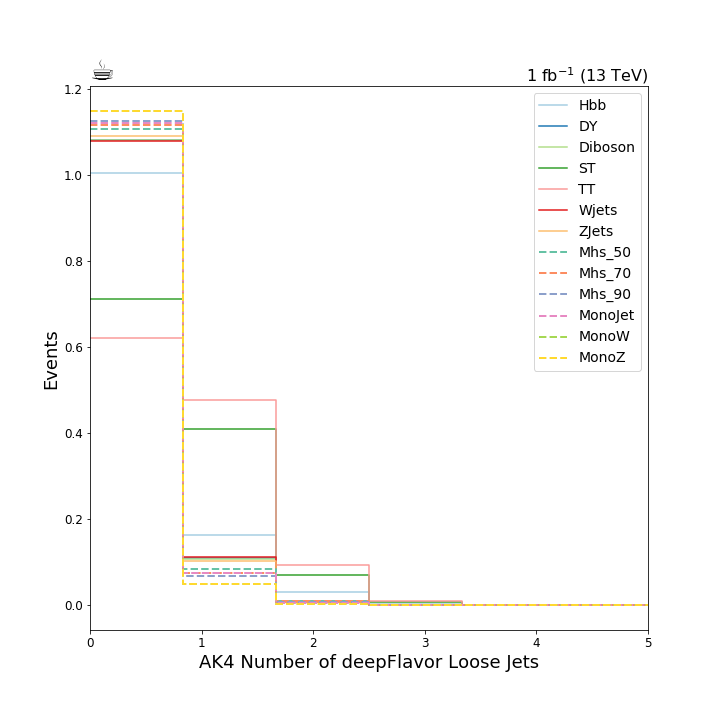 ☕
1 fb⁻¹ (13 TeV)
1.2
1.0
0.8
0.6
0.4
0.2
0.0
Events
Hbb
DY
Diboson
ST
TT
Wjets
ZJets
Mhs_50
Mhs_70
Mhs_90
MonoJet
MonoW
MonoZ
0 1 2 3 4 5
AK4 Number of deepFlavor Loose Jets